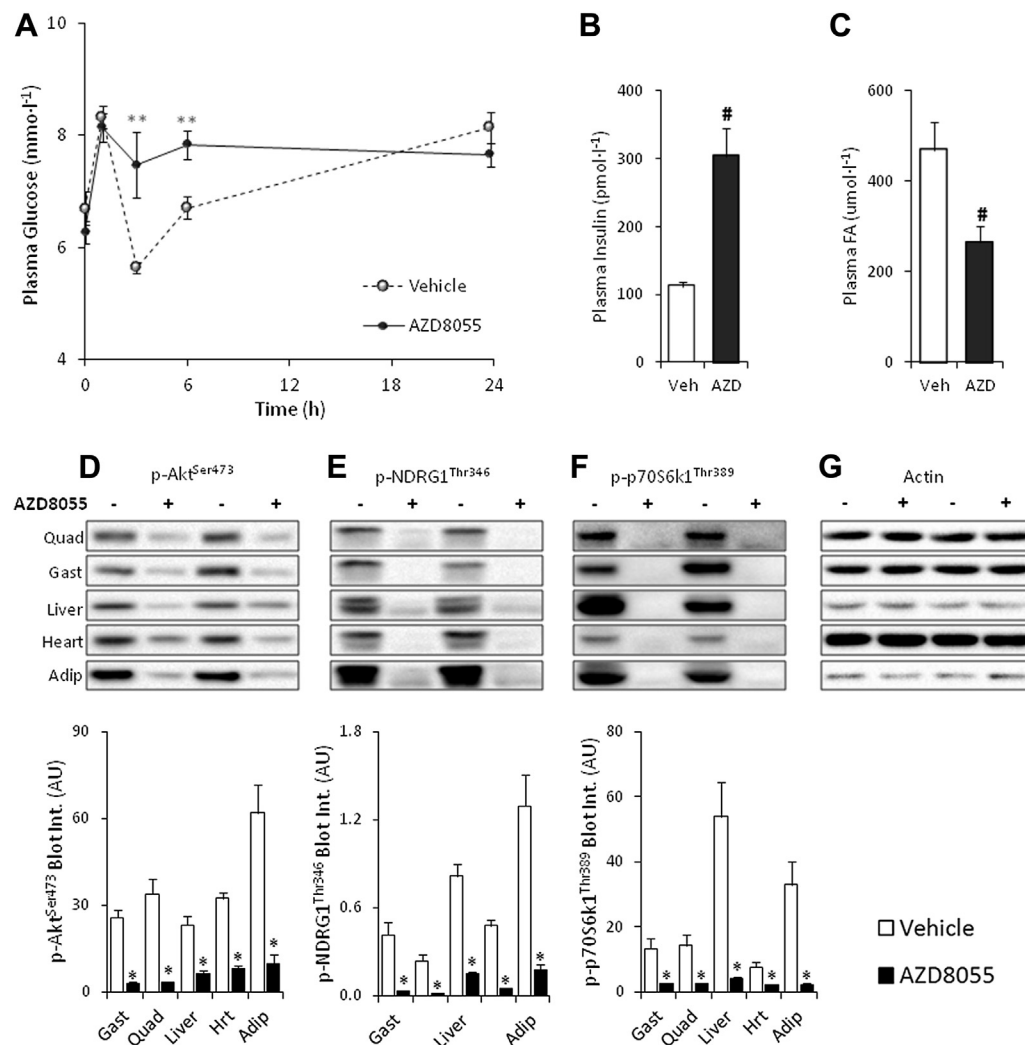 A
B
C
10
8
6
4
Plasma Glucose (mmo·l⁻¹)
** **
Vehicle
AZD8055
0 6 12 18 24
Time (h)
400
300
200
100
0
Plasma Insulin (pmol·l⁻¹)
#
Veh AZD
600
400
200
0
Plasma FA (umol·l⁻¹)
#
Veh AZD
D p-Akt^Ser473
E p-NDRG1^Thr346
F p-p70S6k1^Thr389
G Actin
AZD8055 - + - + - + - + - + - + - + - +
Quad
Gast
Liver
Heart
Adip
90
60
30
0
p-Akt^Ser473 Blot Int. (AU)
* * * * *
Gast Quad Liver Hrt Adip
1.8
1.2
0.6
0.0
p-NDRG1^Thr346 Blot Int. (AU)
* * * * *
Gast Liver Adip
80
60
40
20
0
p-p70S6k1^Thr389 Blot Int. (AU)
* * * * *
Gast Quad Liver Hrt Adip
Vehicle
AZD8055